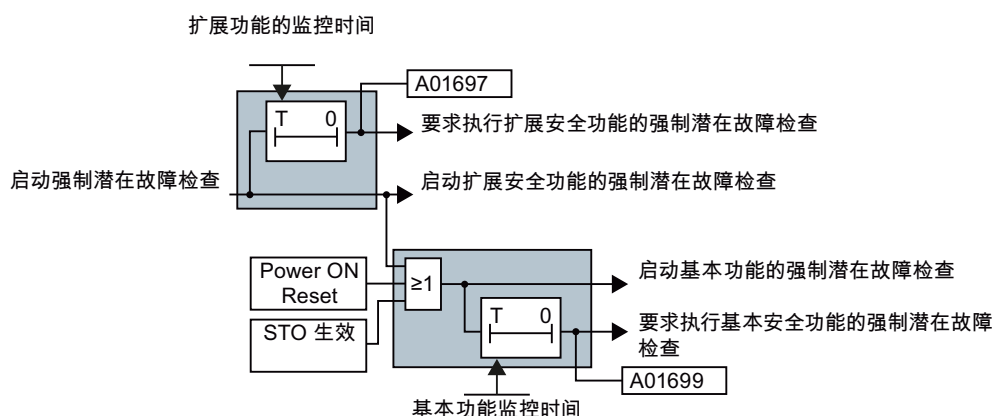 扩展功能的监控时间
A01697
T 0
要求执行扩展安全功能的强制潜在故障检查
启动强制潜在故障检查
启动扩展安全功能的强制潜在故障检查
Power ON
Reset
≥1
启动基本功能的强制潜在故障检查
STO 生效
T 0
要求执行基本安全功能的强制潜在故障
检查
A01699
基本功能监控时间